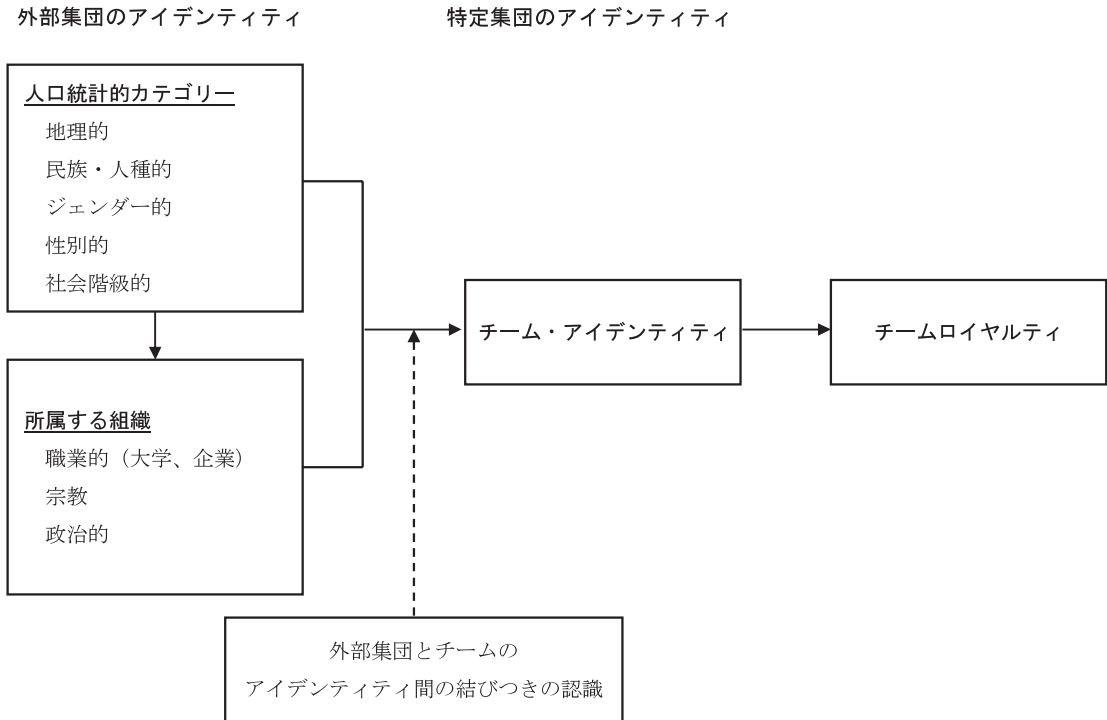 外部集団のアイデンティティ
特定集団のアイデンティティ
人口統計的カテゴリー
地理的
民族・人種的
ジェンダー的
性別的
社会階級的
所属する組織
職業的（大学、企業）
宗教
政治的
チーム・アイデンティティ
チームロイヤルティ
外部集団とチームの
アイデンティティ間の結びつきの認識